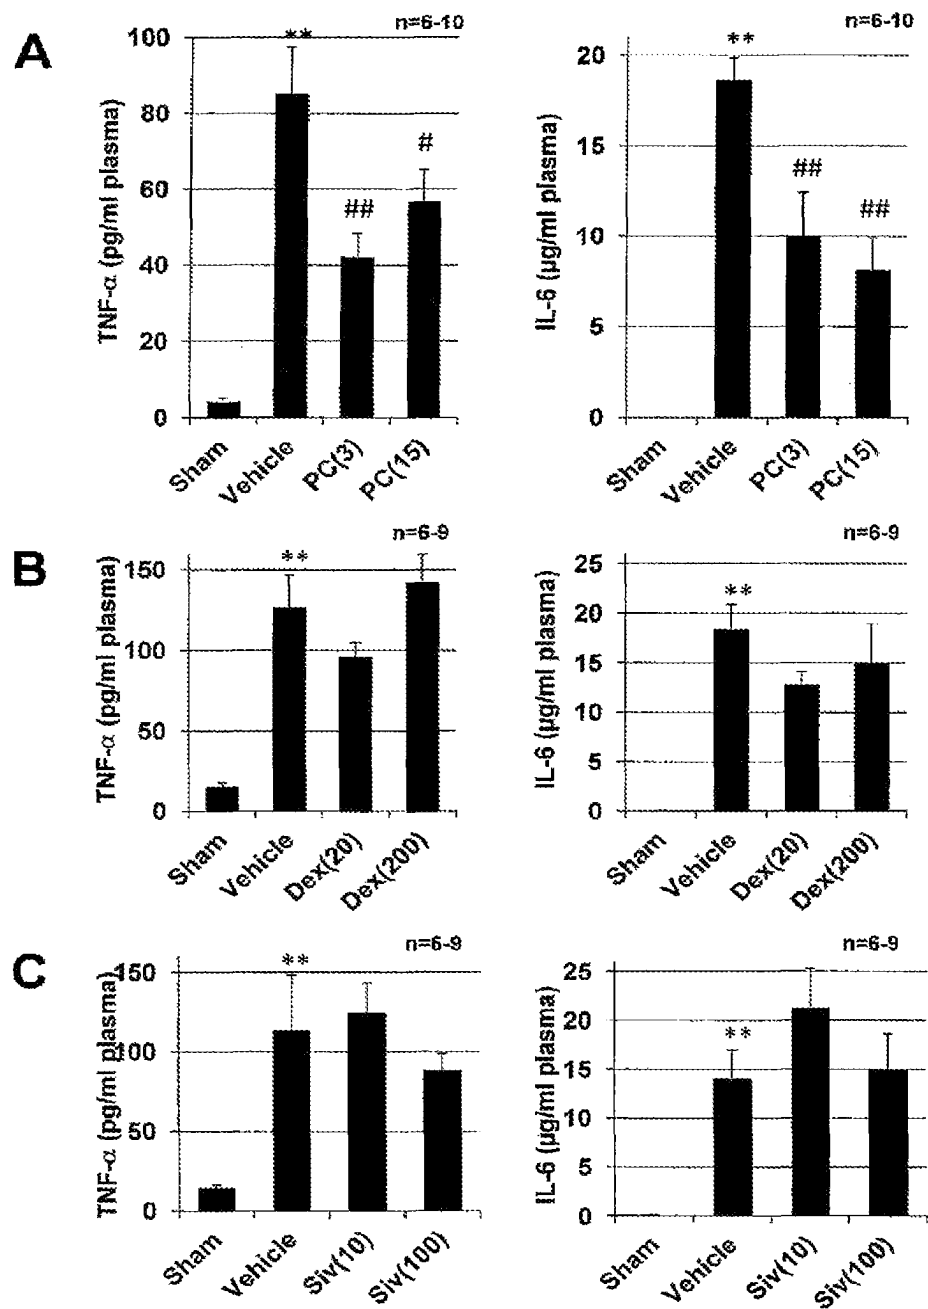 A
n=6-10
TNF-α (pg/ml plasma)
100
80
60
40
20
0
**
##
#
Sham
Vehicle
PC(3)
PC(15)
n=6-10
IL-6 (µg/ml plasma)
20
15
10
5
0
**
##
##
Sham
Vehicle
PC(3)
PC(15)
B
n=6-9
TNF-α (pg/ml plasma)
150
100
50
0
**
Sham
Vehicle
Dex(20)
Dex(200)
n=6-9
IL-6 (µg/ml plasma)
25
20
15
10
5
0
**
Sham
Vehicle
Dex(20)
Dex(200)
C
n=6-9
TNF-α (pg/ml plasma)
150
100
50
0
**
Sham
Vehicle
Siv(10)
Siv(100)
n=6-9
IL-6 (µg/ml plasma)
25
20
15
10
5
0
**
Sham
Vehicle
Siv(10)
Siv(100)